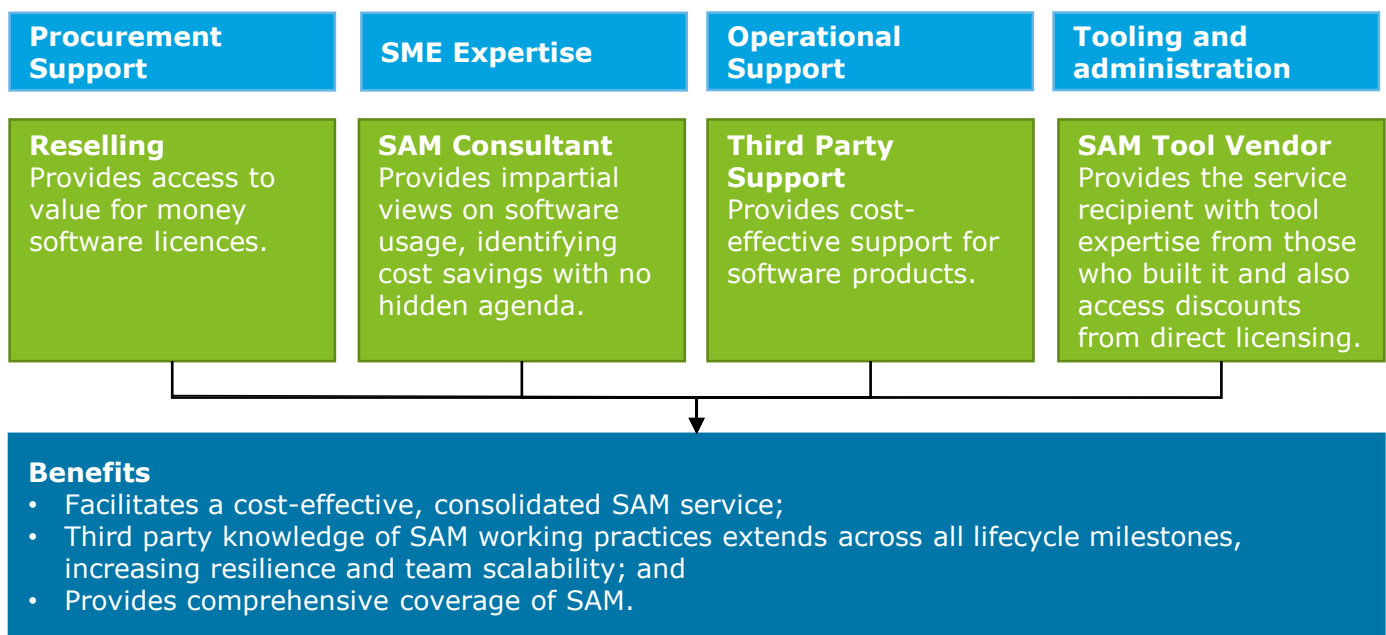 Procurement
Support
SME Expertise
Operational
Support
Tooling and
administration
Reselling
Provides access to
value for money
software licences.
SAM Consultant
Provides impartial
views on software
usage, identifying
cost savings with no
hidden agenda.
Third Party
Support
Provides cost-
effective support for
software products.
SAM Tool Vendor
Provides the service
recipient with tool
expertise from those
who built it and also
access discounts
from direct licensing.
Benefits
• Facilitates a cost-effective, consolidated SAM service;
• Third party knowledge of SAM working practices extends across all lifecycle milestones,
increasing resilience and team scalability; and
• Provides comprehensive coverage of SAM.